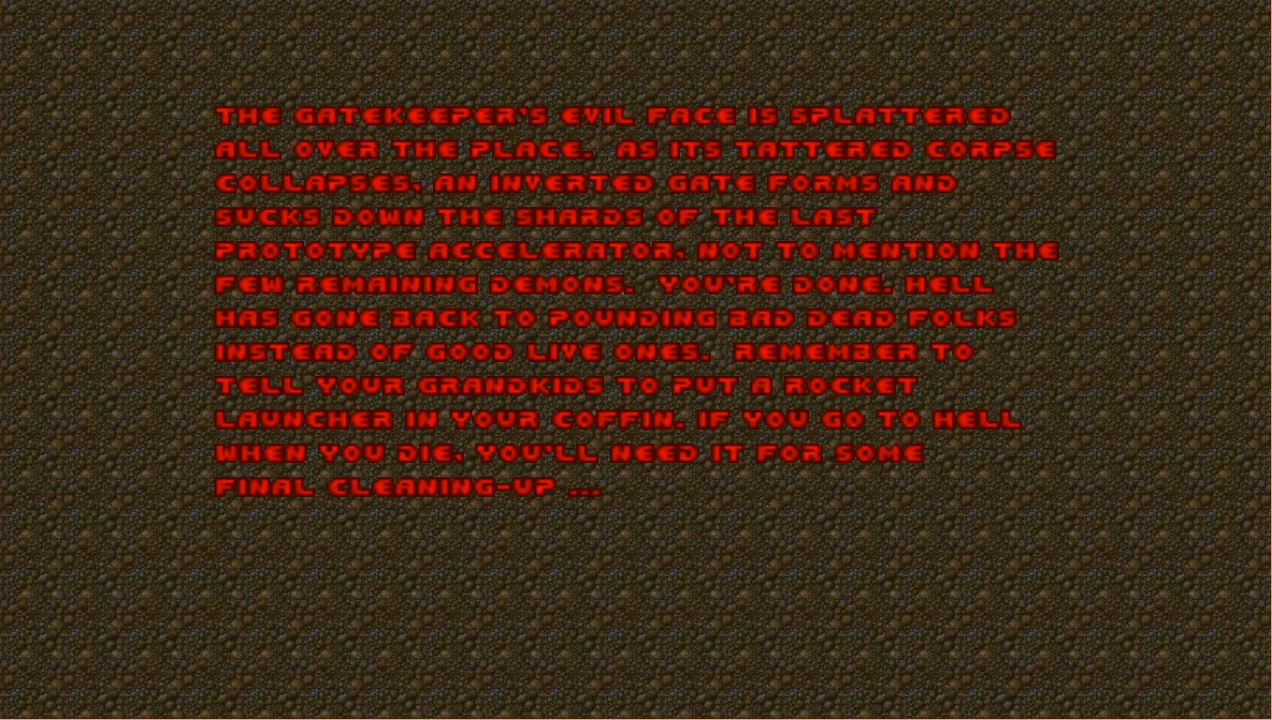 THE GATEKEEPER'S EVIL FACE IS SPLATTERED
ALL OVER THE PLACE.  AS ITS TATTERED CORPSE
COLLAPSES, AN INVERTED GATE FORMS AND
SUCKS DOWN THE SHARDS OF THE LAST
PROTOTYPE ACCELERATOR, NOT TO MENTION THE
FEW REMAINING DEMONS.  YOU'RE DONE. HELL
HAS GONE BACK TO POUNDING BAD DEAD FOLKS
INSTEAD OF GOOD LIVE ONES.  REMEMBER TO
TELL YOUR GRANDKIDS TO PUT A ROCKET
LAUNCHER IN YOUR COFFIN. IF YOU GO TO HELL
WHEN YOU DIE, YOU'LL NEED IT FOR SOME
FINAL CLEANING-UP ...